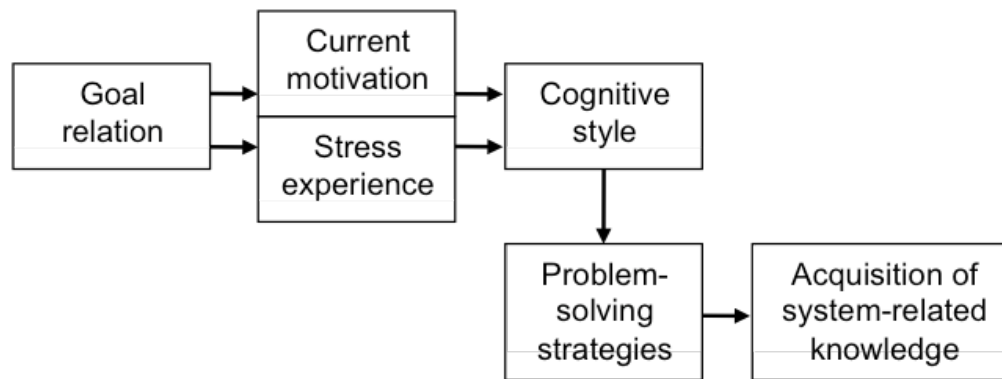 Goal
relation
Current
motivation
Stress
experience
Cognitive
style
Problem-
solving
strategies
Acquisition of
system-related
knowledge